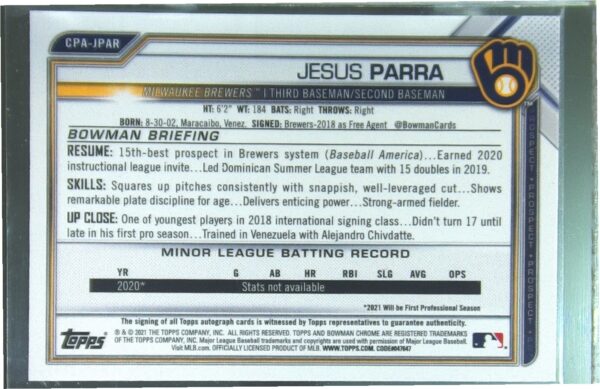 CPA-JPAR
JESUS PARRA
MILWAUKEE BREWERS™ | THIRD BASEMAN/SECOND BASEMAN
HT: 6'2" WT: 184 BATS: Right THROWS: Right
BORN: 8-30-02, Maracaibo, Venez. SIGNED: Brewers-2018 as Free Agent @BowmanCards
BOWMAN BRIEFING
RESUME: 15th-best prospect in Brewers system (Baseball America)...Earned 2020
instructional league invite...Led Dominican Summer League team with 15 doubles in 2019.
SKILLS: Squares up pitches consistently with snappish, well-leveraged cut...Shows
remarkable plate discipline for age...Delivers enticing power...Strong-armed fielder.
UP CLOSE: One of youngest players in 2018 international signing class...Didn't turn 17 until
late in his first pro season...Trained in Venezuela with Alejandro Chivdatte.
MINOR LEAGUE BATTING RECORD
YR G AB HR RBI SLG AVG OPS
2020* Stats not available
*2021 Will be First Professional Season
The signing of all Topps autograph cards is witnessed by Topps representatives to guarantee authenticity.
® & © 2021 THE TOPPS COMPANY, INC. ALL RIGHTS RESERVED. TOPPS AND BOWMAN CHROME ARE REGISTERED
TRADEMARKS OF THE TOPPS COMPANY, INC. Major League Baseball trademarks and copyrights are used with permission of Major League Baseball.
Visit MLB.com. OFFICIALLY LICENSED PRODUCT OF MLB. WWW.TOPPS.COM. CODE#047647
Topps
PROSPECT • PROSPECT • PROSPECT